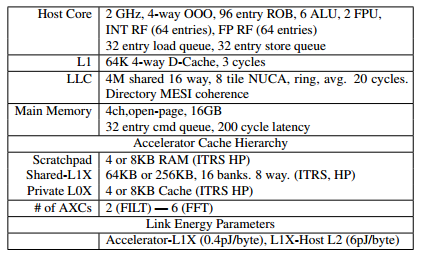 Host Core 2 GHz, 4-way OOO, 96 entry ROB, 6 ALU, 2 FPU,
INT RF (64 entries), FP RF (64 entries)
32 entry load queue, 32 entry store queue
L1 64K 4-way D-Cache, 3 cycles
LLC 4M shared 16 way, 8 tile NUCA, ring, avg. 20 cycles.
Directory MESI coherence
Main Memory 4ch,open-page, 16GB
32 entry cmd queue, 200 cycle latency
Accelerator Cache Hierarchy
Scratchpad 4 or 8KB RAM (ITRS HP)
Shared-L1X 64KB or 256KB, 16 banks. 8 way. (ITRS, HP)
Private L0X 4 or 8KB Cache (ITRS HP)
# of AXCs 2 (FILT) — 6 (FFT)
Link Energy Parameters
Accelerator-L1X (0.4pJ/byte), L1X-Host L2 (6pJ/byte)